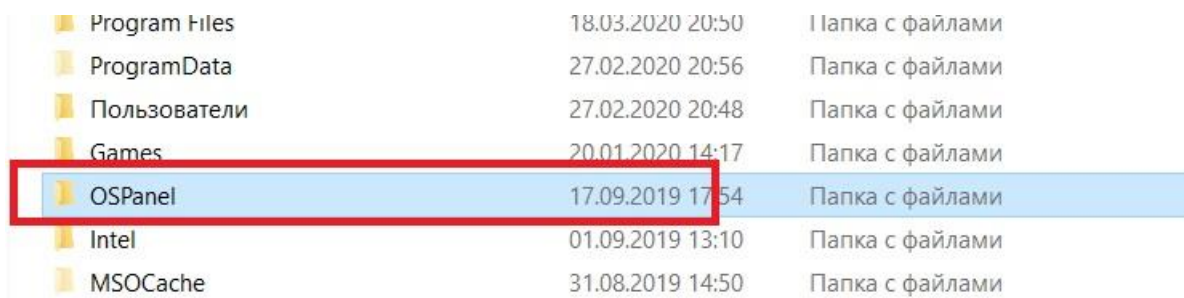 Program Files 18.03.2020 20:50 Папка с файлами
ProgramData 27.02.2020 20:56 Папка с файлами
Пользователи 27.02.2020 20:48 Папка с файлами
Games 20.01.2020 14:17 Папка с файлами
OSPanel 17.09.2019 17:54 Папка с файлами
Intel 01.09.2019 13:10 Папка с файлами
MSOCache 31.08.2019 14:50 Папка с файлами